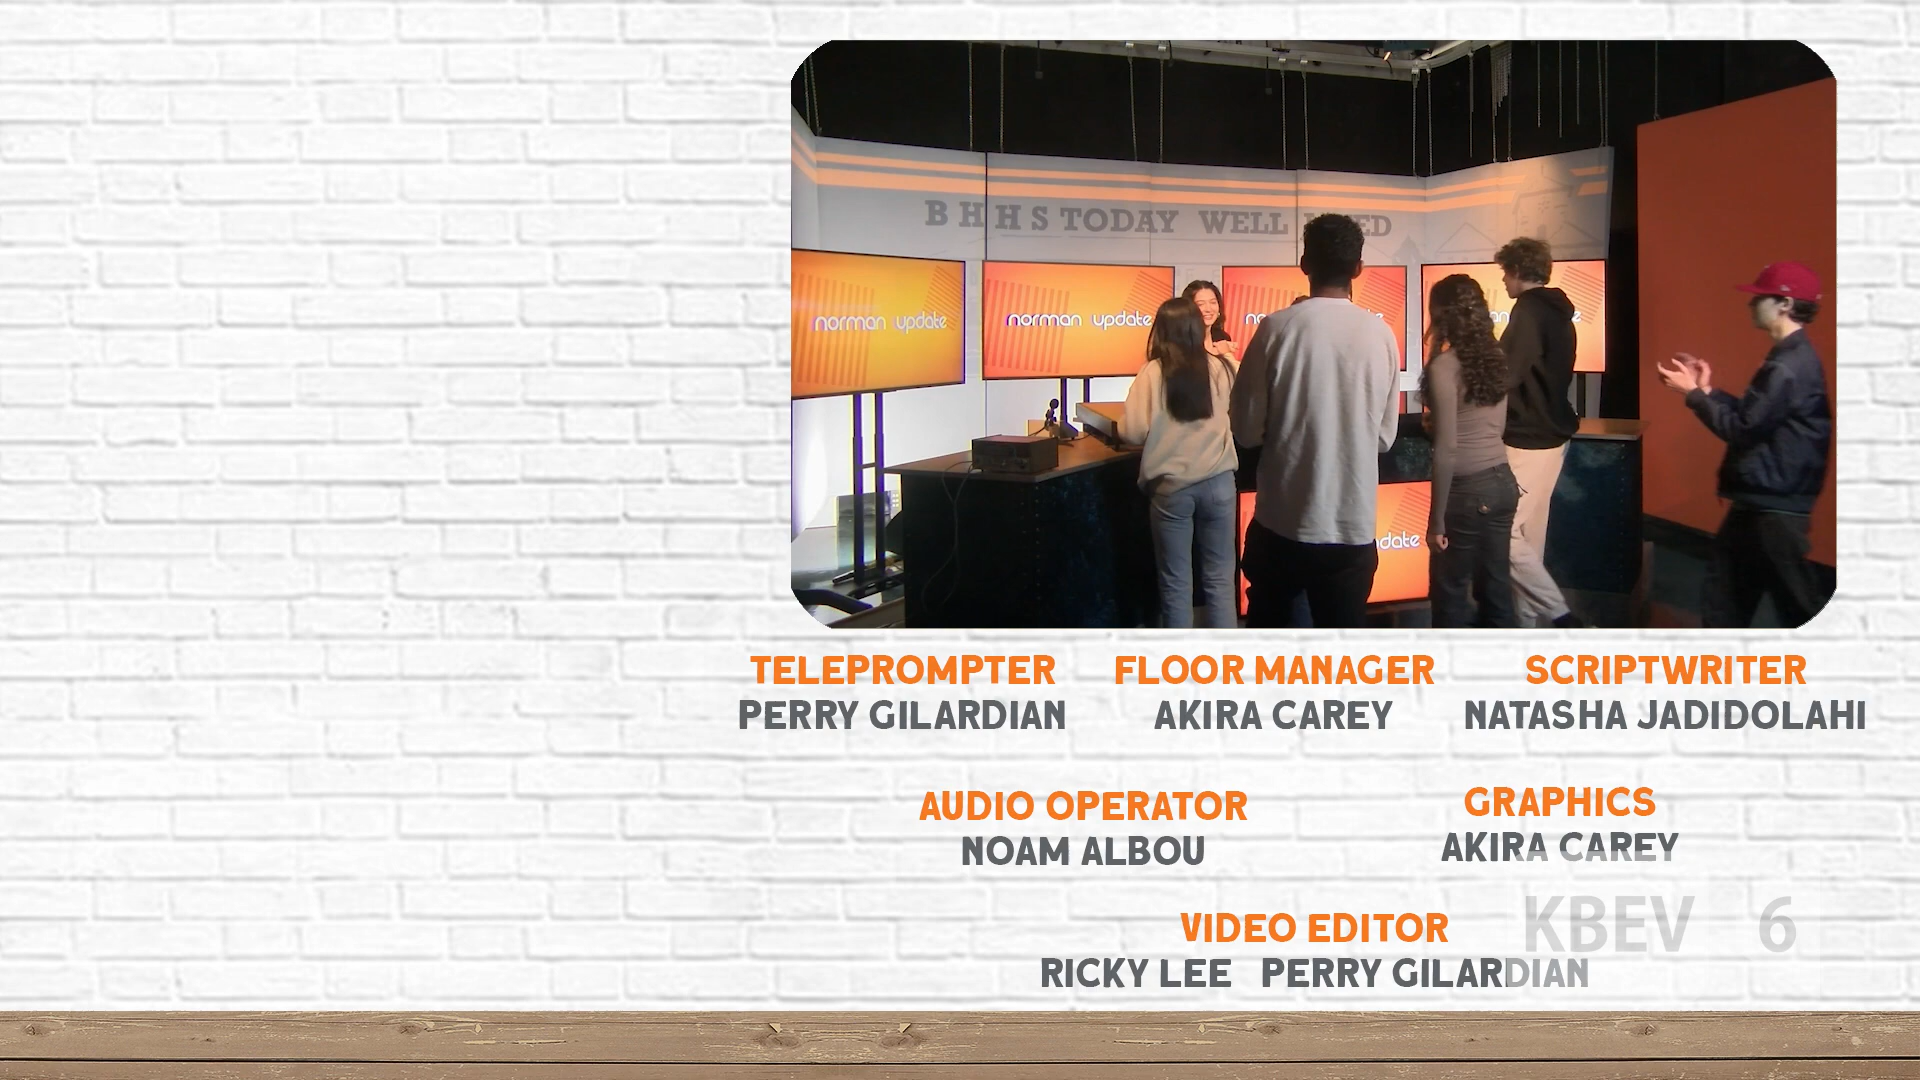 B H H S TODAY WELL
norman update
norman update
update
TELEPROMPTER
PERRY GILARDIAN
FLOOR MANAGER
AKIRA CAREY
SCRIPTWRITER
NATASHA JADIDOLAHI
AUDIO OPERATOR
NOAM ALBOU
GRAPHICS
AKIRA CAREY
VIDEO EDITOR
RICKY LEE PERRY GILARDIAN
KBEV 6